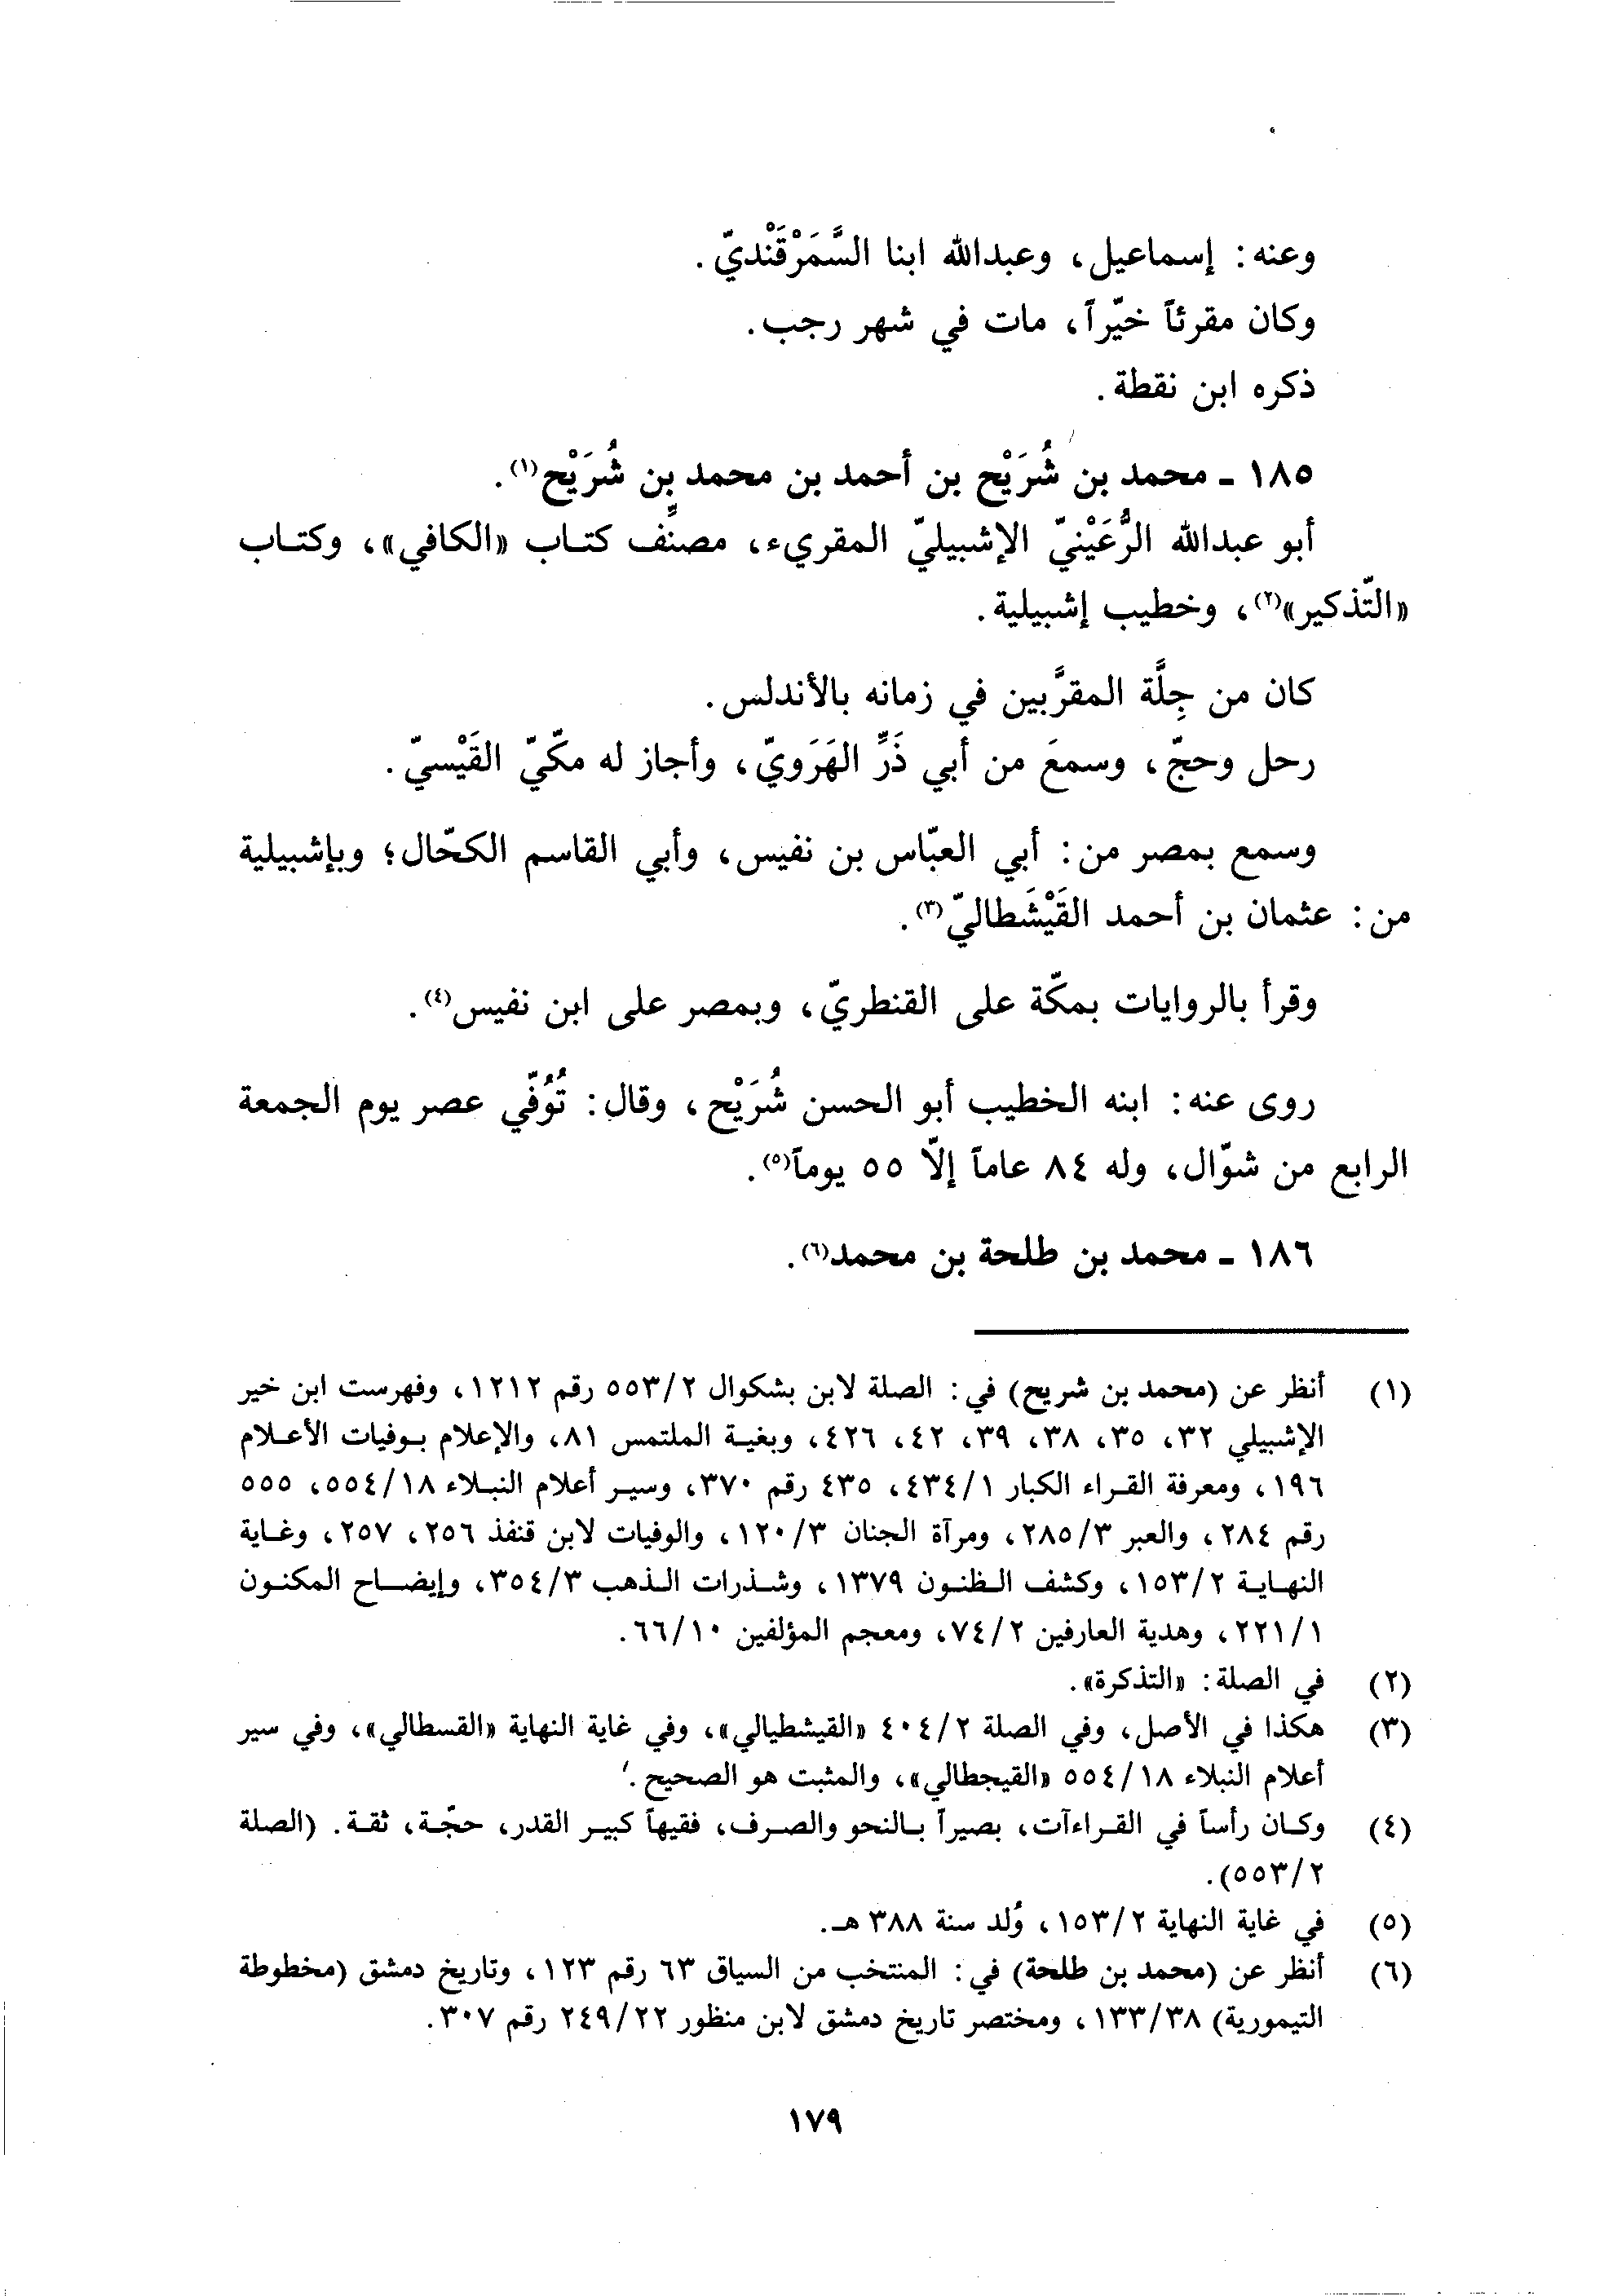 وعنه: إسماعيل، وعبدالله ابنا السَّمَرْقَنْديّ.
وكان مقرئاً خيّراً، مات في شهر رجب.
ذكره ابن نقطة.
١٨٥ ـ محمد بن شُرَيْح بن أحمد بن محمد بن شُرَيْح(١).
أبو عبدالله الرُّعَيْنيّ الإشبيليّ المقريء، مصنِّف كتاب «الكافي»، وكتاب
«التّذكير»(٢)، وخطيب إشبيلية.
كان من جِلَّة المقرَّبين في زمانه بالأندلس.
رحل وحجّ، وسمعَ من أبي ذَرٍّ الهَرَويّ، وأجاز له مكّيّ القَيْسيّ.
وسمع بمصر من: أبي العبّاس بن نفيس، وأبي القاسم الكحّال؛ وبإشبيلية
من: عثمان بن أحمد القَيْشَطاليّ(٣).
وقرأ بالروايات بمكّة على القنطريّ، وبمصر على ابن نفيس(٤).
روى عنه: ابنه الخطيب أبو الحسن شُرَيْح، وقال: تُوُفّي عصر يوم الجمعة
الرابع من شوّال، وله ٨٤ عاماً إلّا ٥٥ يوماً(٥).
١٨٦ ـ محمد بن طلحة بن محمد(٦).
(١) أنظر عن (محمد بن شريح) في: الصلة لابن بشكوال ٥٥٣/٢ رقم ١٢١٢، وفهرست ابن خير
الإشبيلي ٣٢، ٣٥، ٣٨، ٣٩، ٤٢، ٤٢٦، وبغية الملتمس ٨١، والإعلام بوفيات الأعلام
١٩٦، ومعرفة القراء الكبار ٤٣٤/١، ٤٣٥ رقم ٣٧٠، وسير أعلام النبلاء ٥٥٤/١٨، ٥٥٥
رقم ٢٨٤، والعبر ٢٨٥/٣، ومرآة الجنان ١٢٠/٣، والوفيات لابن قنفذ ٢٥٦، ٢٥٧، وغاية
النهاية ١٥٣/٢، وكشف الظنون ١٣٧٩، وشذرات الذهب ٣٥٤/٣، وإيضاح المكنون
٢٢١/١، وهدية العارفين ٧٤/٢، ومعجم المؤلفين ٦٦/١٠.
(٢) في الصلة: «التذكرة».
(٣) هكذا في الأصل، وفي الصلة ٤٠٤/٢ «القيشطيالي»، وفي غاية النهاية «القسطالي»، وفي سير
أعلام النبلاء ٥٥٤/١٨ «القيجطالي»، والمثبت هو الصحيح.
(٤) وكان رأساً في القراءآت، بصيراً بالنحو والصرف، فقيهاً كبير القدر، حجّة، ثقة. (الصلة
٥٥٣/٢).
(٥) في غاية النهاية ١٥٣/٢، وُلد سنة ٣٨٨ هـ.
(٦) أنظر عن (محمد بن طلحة) في: المنتخب من السياق ٦٣ رقم ١٢٣، وتاريخ دمشق (مخطوطة
التيمورية) ١٣٣/٣٨، ومختصر تاريخ دمشق لابن منظور ٢٤٩/٢٢ رقم ٣٠٧.
١٧٩